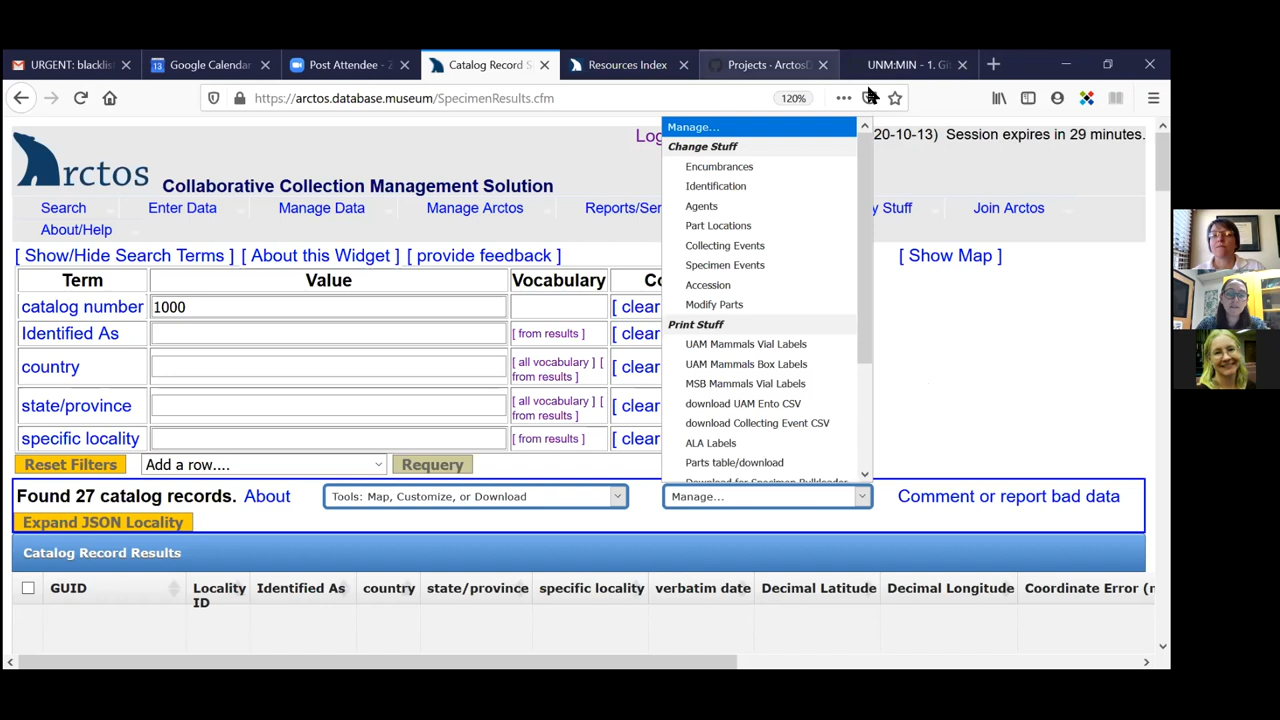 URGENT: blacklis
Google Calendar
Post Attendee - Z
Catalog Record S
Resources Index
Projects · ArctosD
UNM:MIN - 1. Gi
https://arctos.database.museum/SpecimenResults.cfm
120%
Arctos
Collaborative Collection Management Solution
Log
20-10-13) Session expires in 29 minutes.
Search
Enter Data
Manage Data
Manage Arctos
Reports/Ser
y Stuff
Join Arctos
About/Help
[ Show/Hide Search Terms ] [ About this Widget ] [ provide feedback ]
[ Show Map ]
Term
Value
Vocabulary
Co
catalog number
1000
[ clear
Identified As
[ from results ]
[ clear
country
[ all vocabulary ] [
from results ]
[ clear
state/province
[ all vocabulary ] [
from results ]
[ clear
specific locality
[ from results ]
[ clear
Reset Filters
Add a row....
Requery
Manage...
Change Stuff
Encumbrances
Identification
Agents
Part Locations
Collecting Events
Specimen Events
Accession
Modify Parts
Print Stuff
UAM Mammals Vial Labels
UAM Mammals Box Labels
MSB Mammals Vial Labels
download UAM Ento CSV
download Collecting Event CSV
ALA Labels
Parts table/download
Download for Specimen Bulkloader
Found 27 catalog records.
About
Tools: Map, Customize, or Download
Manage...
Comment or report bad data
Expand JSON Locality
Catalog Record Results
GUID
Locality ID
Identified As
country
state/province
specific locality
verbatim date
Decimal Latitude
Decimal Longitude
Coordinate Error (r